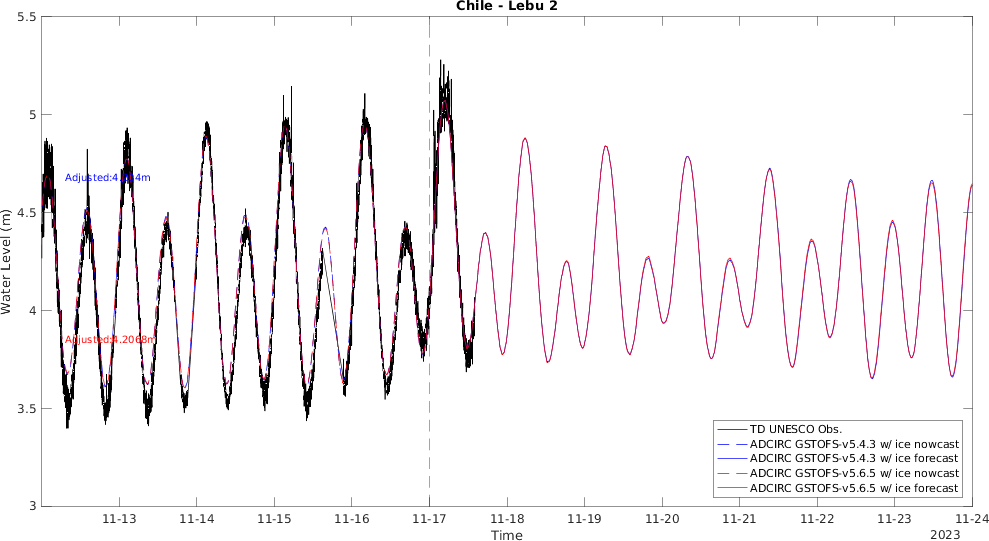 Chile - Lebu 2
5.5
5
4.5
4
3.5
3
Water Level (m)
Adjusted:4.2068m
TD UNESCO Obs.
ADCIRC GSTOFS-v5.4.3 w/ ice nowcast
ADCIRC GSTOFS-v5.4.3 w/ ice forecast
ADCIRC GSTOFS-v5.6.5 w/ ice nowcast
ADCIRC GSTOFS-v5.6.5 w/ ice forecast
11-13 11-14 11-15 11-16 11-17 11-18 11-19 11-20 11-21 11-22 11-23 11-24
Time
2023